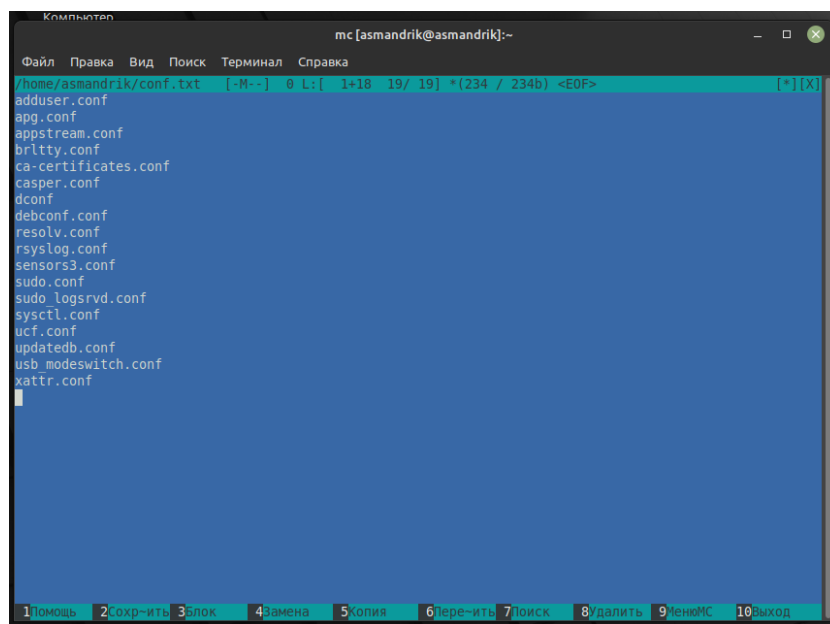 Компьютер
mc [asmandrik@asmandrik]:~
Файл Правка Вид Поиск Терминал Справка
/home/asmandrik/conf.txt [-M--] 0 L:[ 1+18 19/ 19] *(234 / 234b) <EOF> [*][X]
adduser.conf
apg.conf
appstream.conf
brltty.conf
ca-certificates.conf
casper.conf
dconf
debconf.conf
resolv.conf
rsyslog.conf
sensors3.conf
sudo.conf
sudo_logsrvd.conf
sysctl.conf
ucf.conf
updatedb.conf
usb_modeswitch.conf
xattr.conf
1Помощь 2Сохр~ить 3Блок 4Замена 5Копия 6Пере~ить 7Поиск 8Удалить 9МенюMC 10Выход